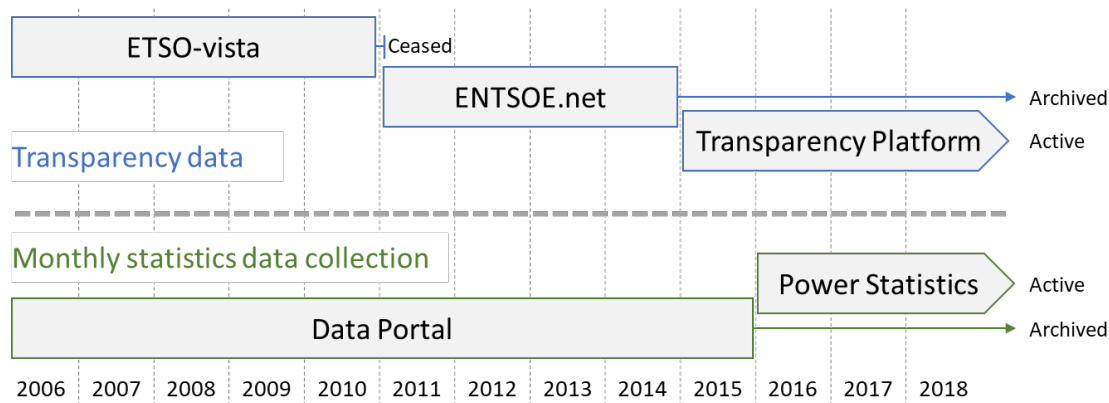 ETSO-vista
Ceased
ENTSOE.net
Archived
Transparency Platform
Active
Transparency data
Monthly statistics data collection
Power Statistics
Active
Data Portal
Archived
2006 2007 2008 2009 2010 2011 2012 2013 2014 2015 2016 2017 2018